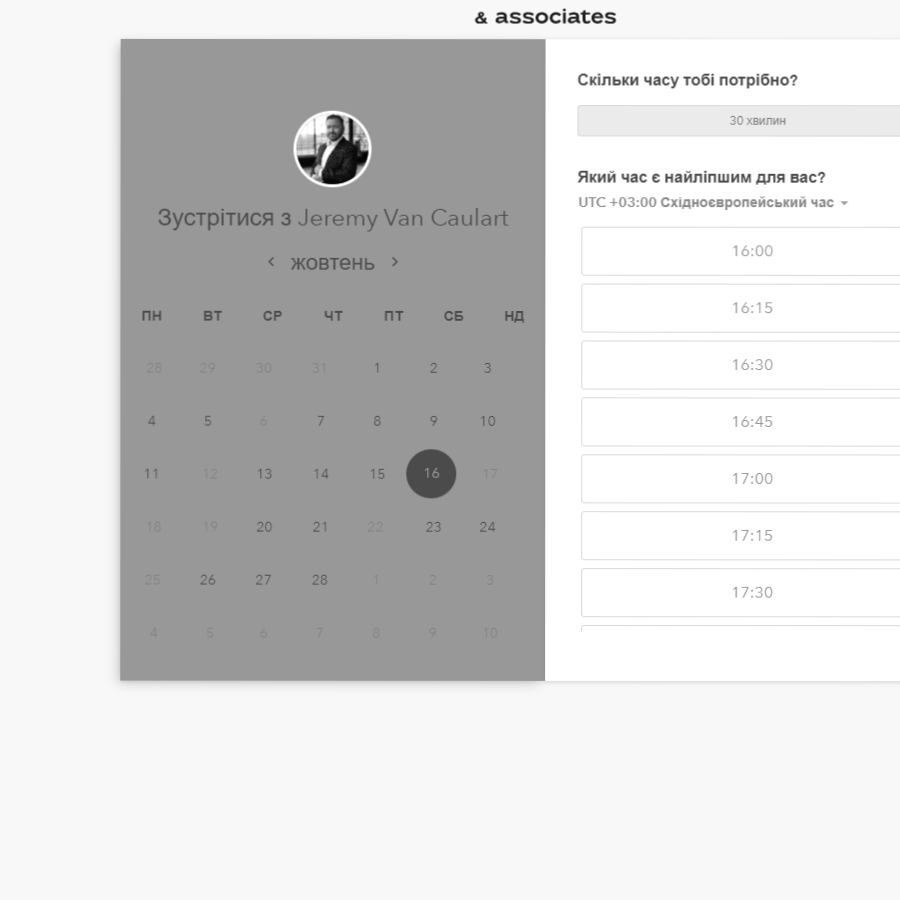 & associates
Зустрітися з Jeremy Van Caulart
жовтень
ПН ВТ СР ЧТ ПТ СБ НД
28 29 30 31 1 2 3
4 5 6 7 8 9 10
11 12 13 14 15 16 17
18 19 20 21 22 23 24
25 26 27 28 1 2 3
4 5 6 7 8 9 10
Скільки часу тобі потрібно?
30 хвилин
Який час є найліпшим для вас?
UTC +03:00 Східноєвропейський час
16:00
16:15
16:30
16:45
17:00
17:15
17:30